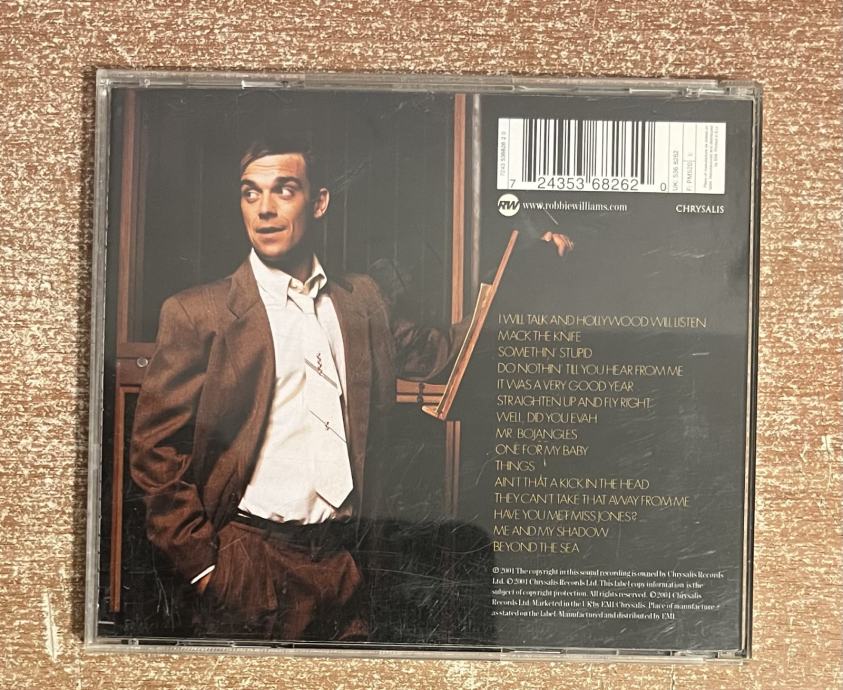 7 24353 68262 0
UK: 536 8262
F: PM520
RW www.robbiewilliams.com
CHRYSALIS
I WILL TALK AND HOLLYWOOD WILL LISTEN
MACK THE KNIFE
SOMETHIN' STUPID
DO NOTHIN' TILL YOU HEAR FROM ME
IT WAS A VERY GOOD YEAR
STRAIGHTEN UP AND FLY RIGHT
WELL, DID YOU EVAH
MR. BOJANGLES
ONE FOR MY BABY
THINGS
AIN'T THAT A KICK IN THE HEAD
THEY CAN'T TAKE THAT AWAY FROM ME
HAVE YOU MET MISS JONES?
ME AND MY SHADOW
BEYOND THE SEA
℗ 2001 The copyright in this sound recording is owned by Chrysalis Records
Ltd. © 2001 Chrysalis Records Ltd. This label copy information is the
subject of copyright protection. All rights reserved. © 2001 Chrysalis
Records Ltd. Marketed in the UK by EMI:Chrysalis. Place of manufacture
as stated on the label. Manufactured and distributed by EMI.